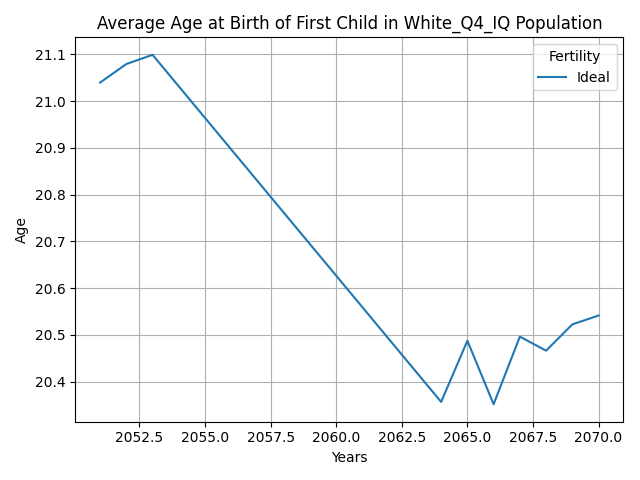 Average Age at Birth of First Child in White_Q4_IQ Population
Fertility
Ideal
21.1
21.0
20.9
20.8
20.7
20.6
20.5
20.4
Age
2052.5 2055.0 2057.5 2060.0 2062.5 2065.0 2067.5 2070.0
Years